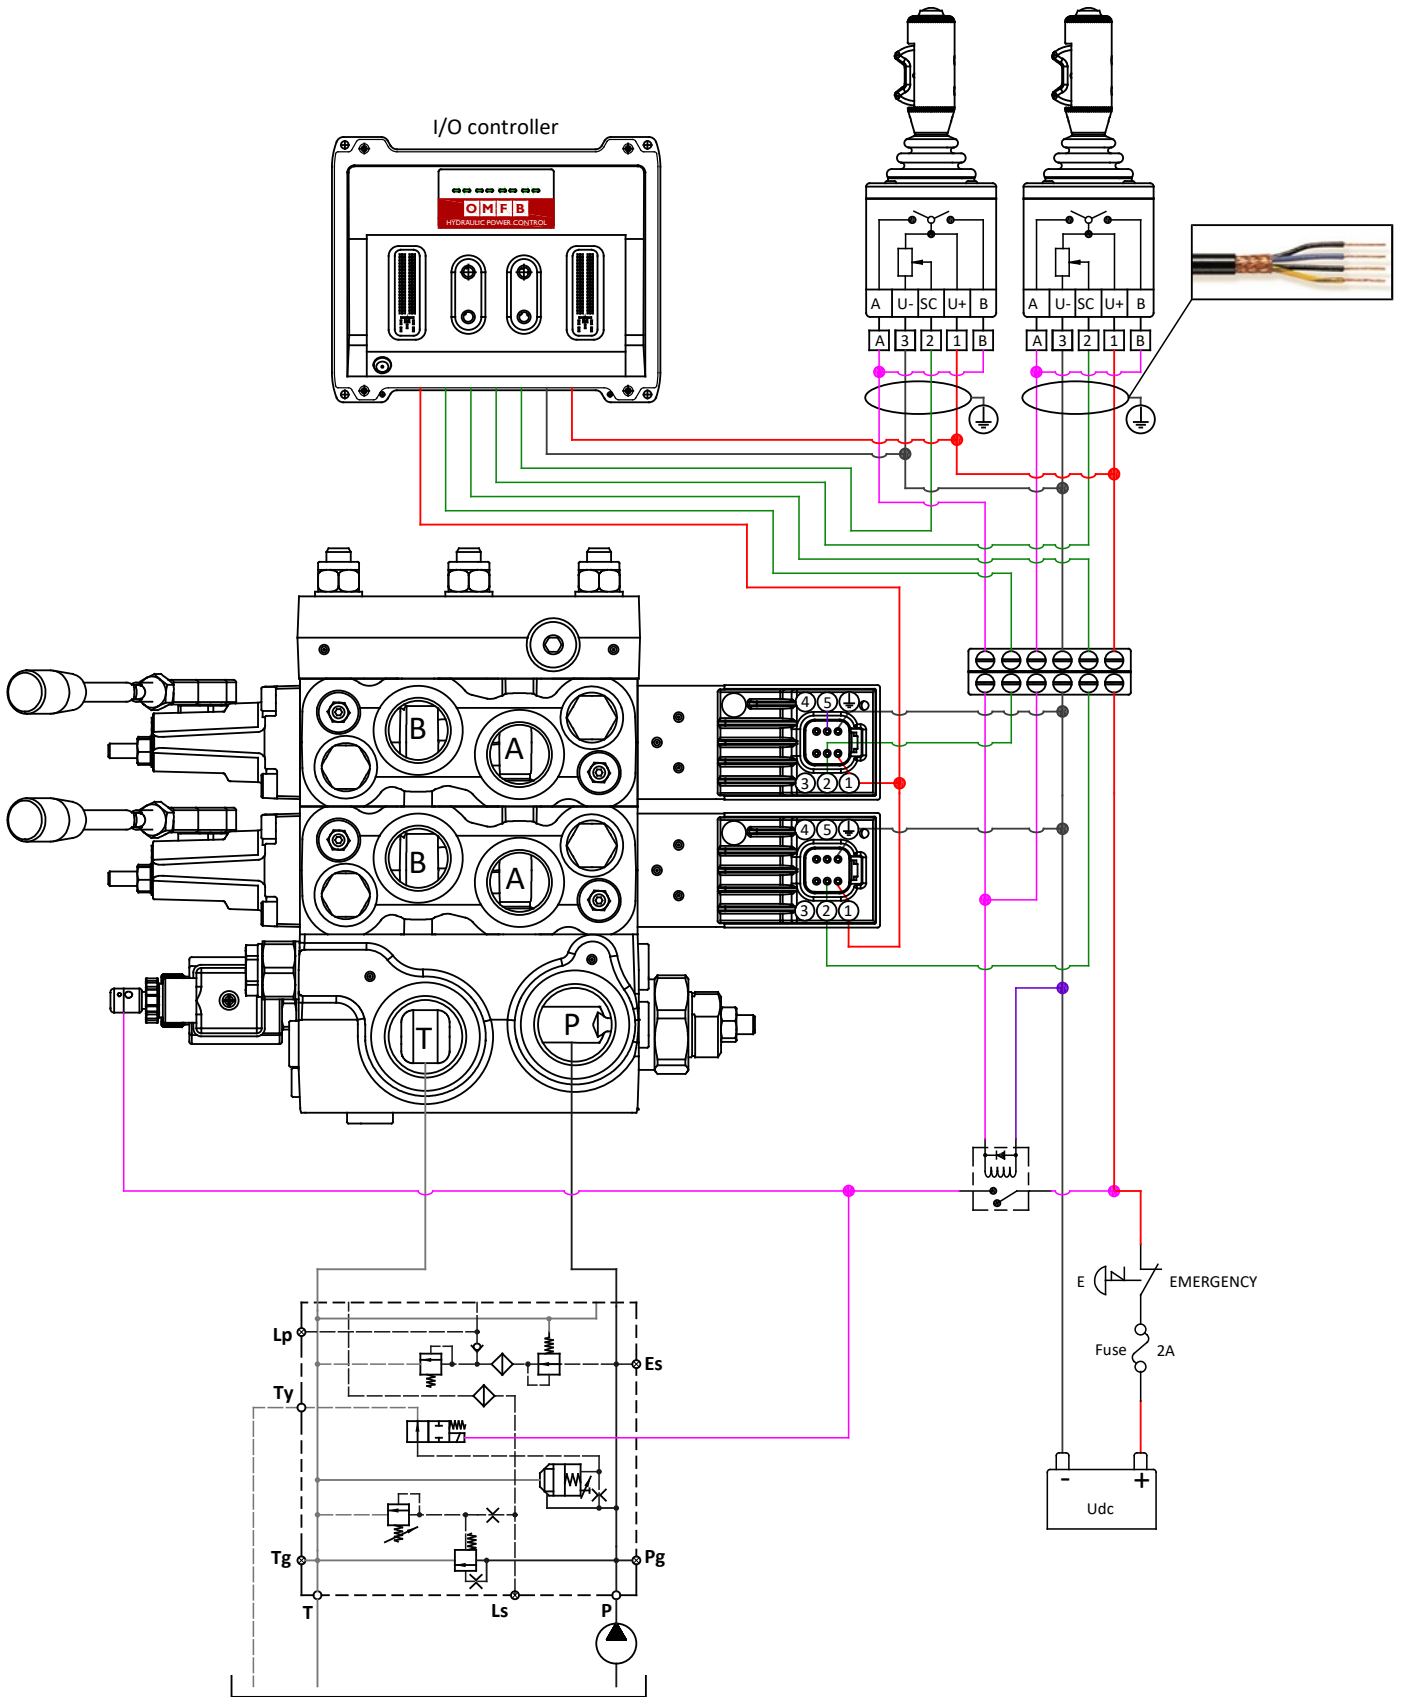 I/O controller
OMFB
HYDRAULIC POWER CONTROL
A U- SC U+ B
A 3 2 1 B
A U- SC U+ B
A 3 2 1 B
B A
4 5
3 2 1
B A
4 5
3 2 1
T P
E EMERGENCY
Fuse 2A
Lp
Es
Ty
Tg
Pg
T Ls P
- +
Udc